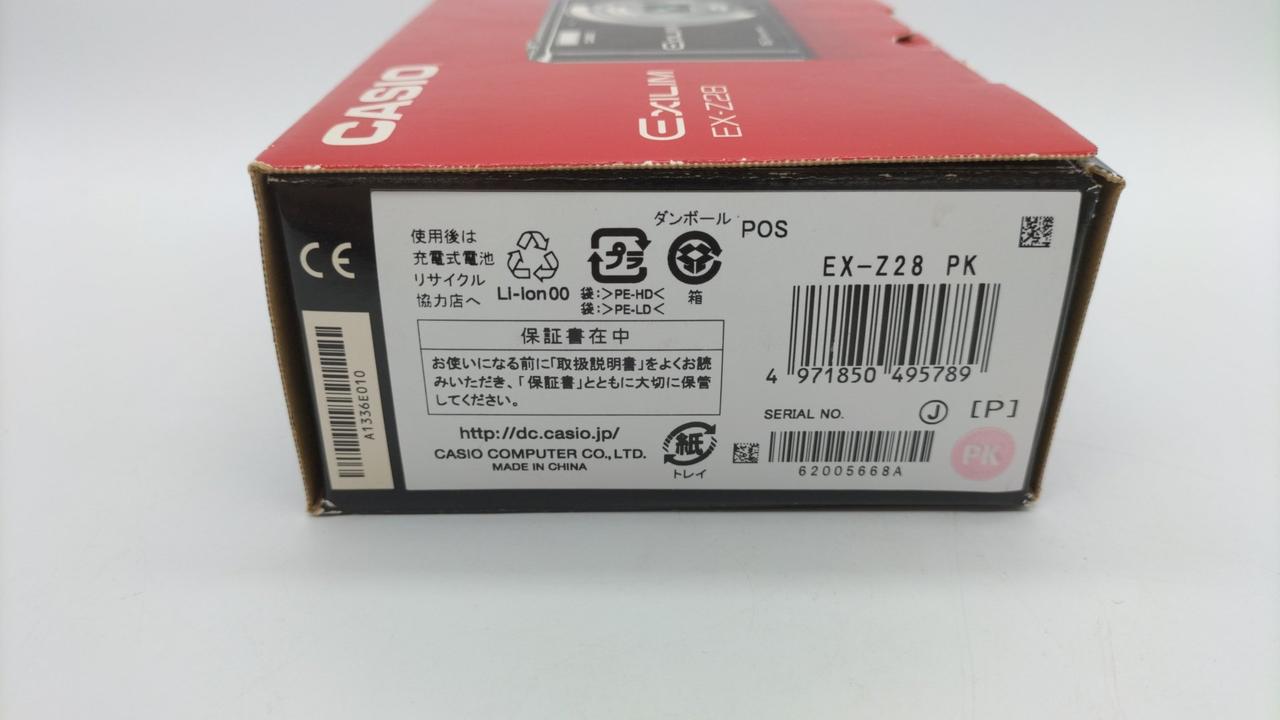 CASIO
EXILIM
EX-Z28
CE
A1336E010
使用後は
充電式電池
リサイクル
協力店へ
Li-ion 00
プラ
袋:>PE-HD<
袋:>PE-LD<
ダンボール
箱
POS
EX-Z28 PK
4 971850 495789
保証書在中
お使いになる前に「取扱説明書」をよくお読
みいただき、「保証書」とともに大切に保管
してください。
http://dc.casio.jp/
CASIO COMPUTER CO., LTD.
MADE IN CHINA
紙
トレイ
SERIAL NO.
J
[P]
62005668A
PK